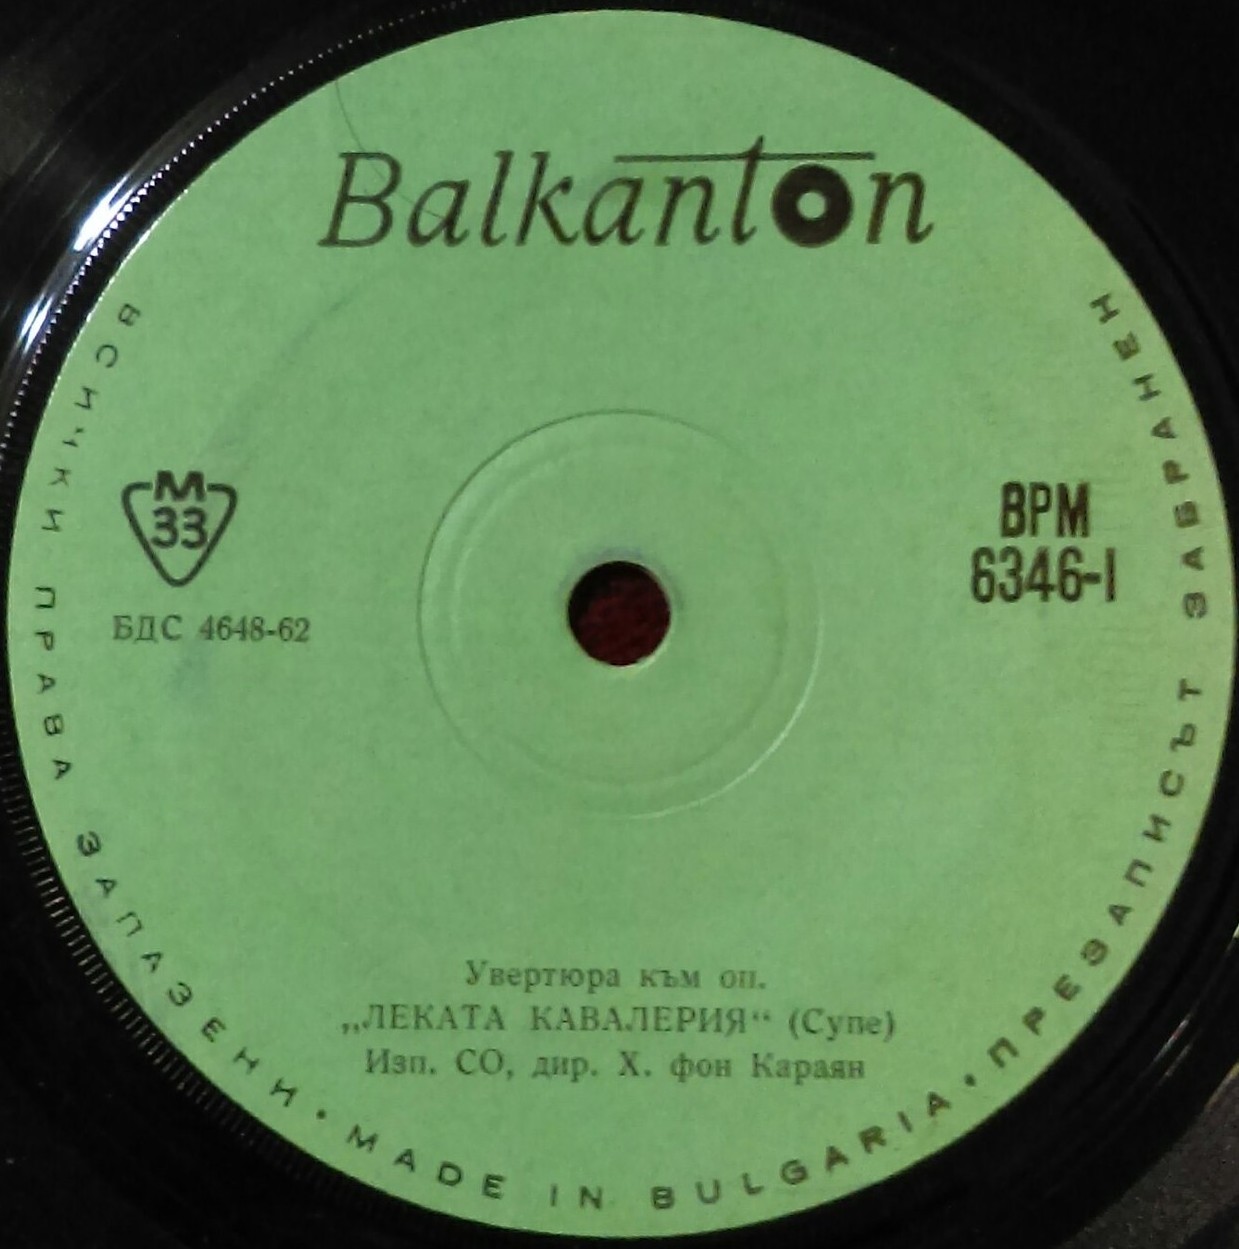 Balkanton
ВСИЧКИ ПРАВА ЗАПАЗЕНИ • MADE IN BULGARIA • ПРЕЗАПИСЪТ ЗАБРАНЕН
М
33
БДС 4648-62
ВРМ
6346-I
Увертюра към оп.
„ЛЕКАТА КАВАЛЕРИЯ“ (Супе)
Изп. СО, дир. Х. фон Караян